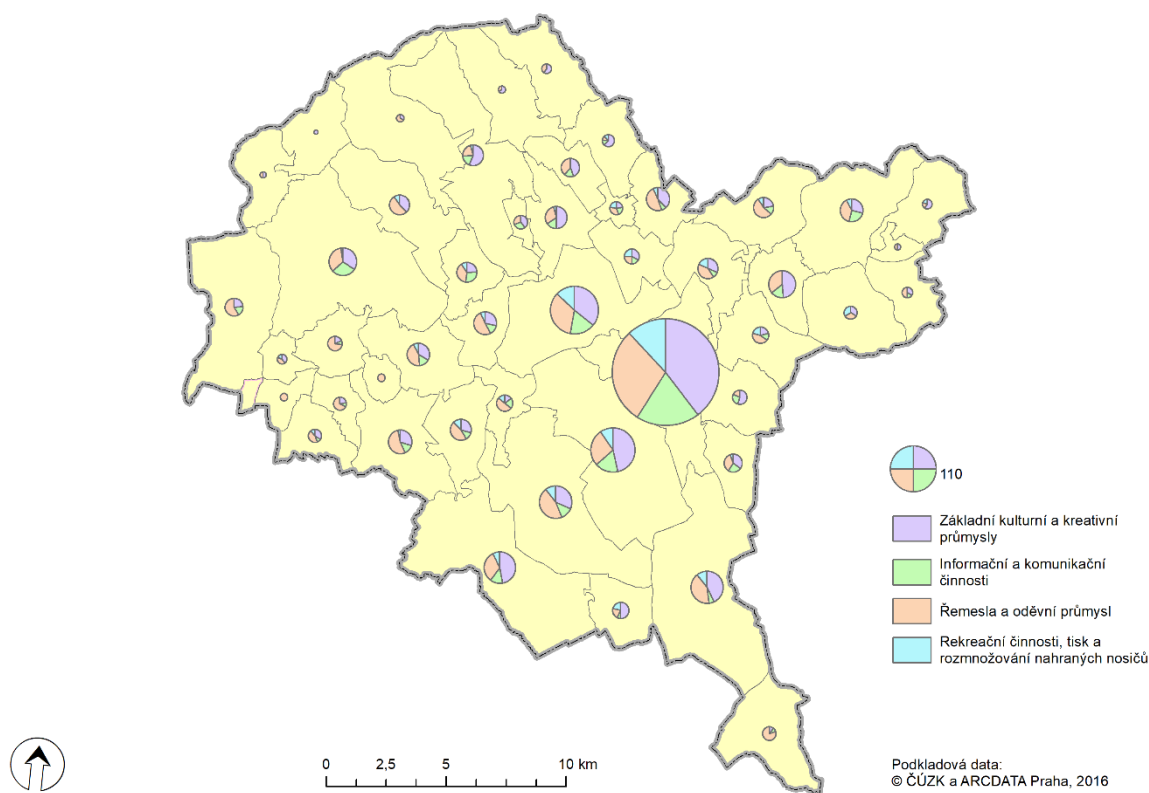 110
Základní kulturní a kreativní
průmysly
Informační a komunikační
činnosti
Řemesla a oděvní průmysl
Rekreační činnosti, tisk a
rozmnožování nahraných nosičů
0 2,5 5 10 km
Podkladová data:
© ČÚZK a ARCDATA Praha, 2016